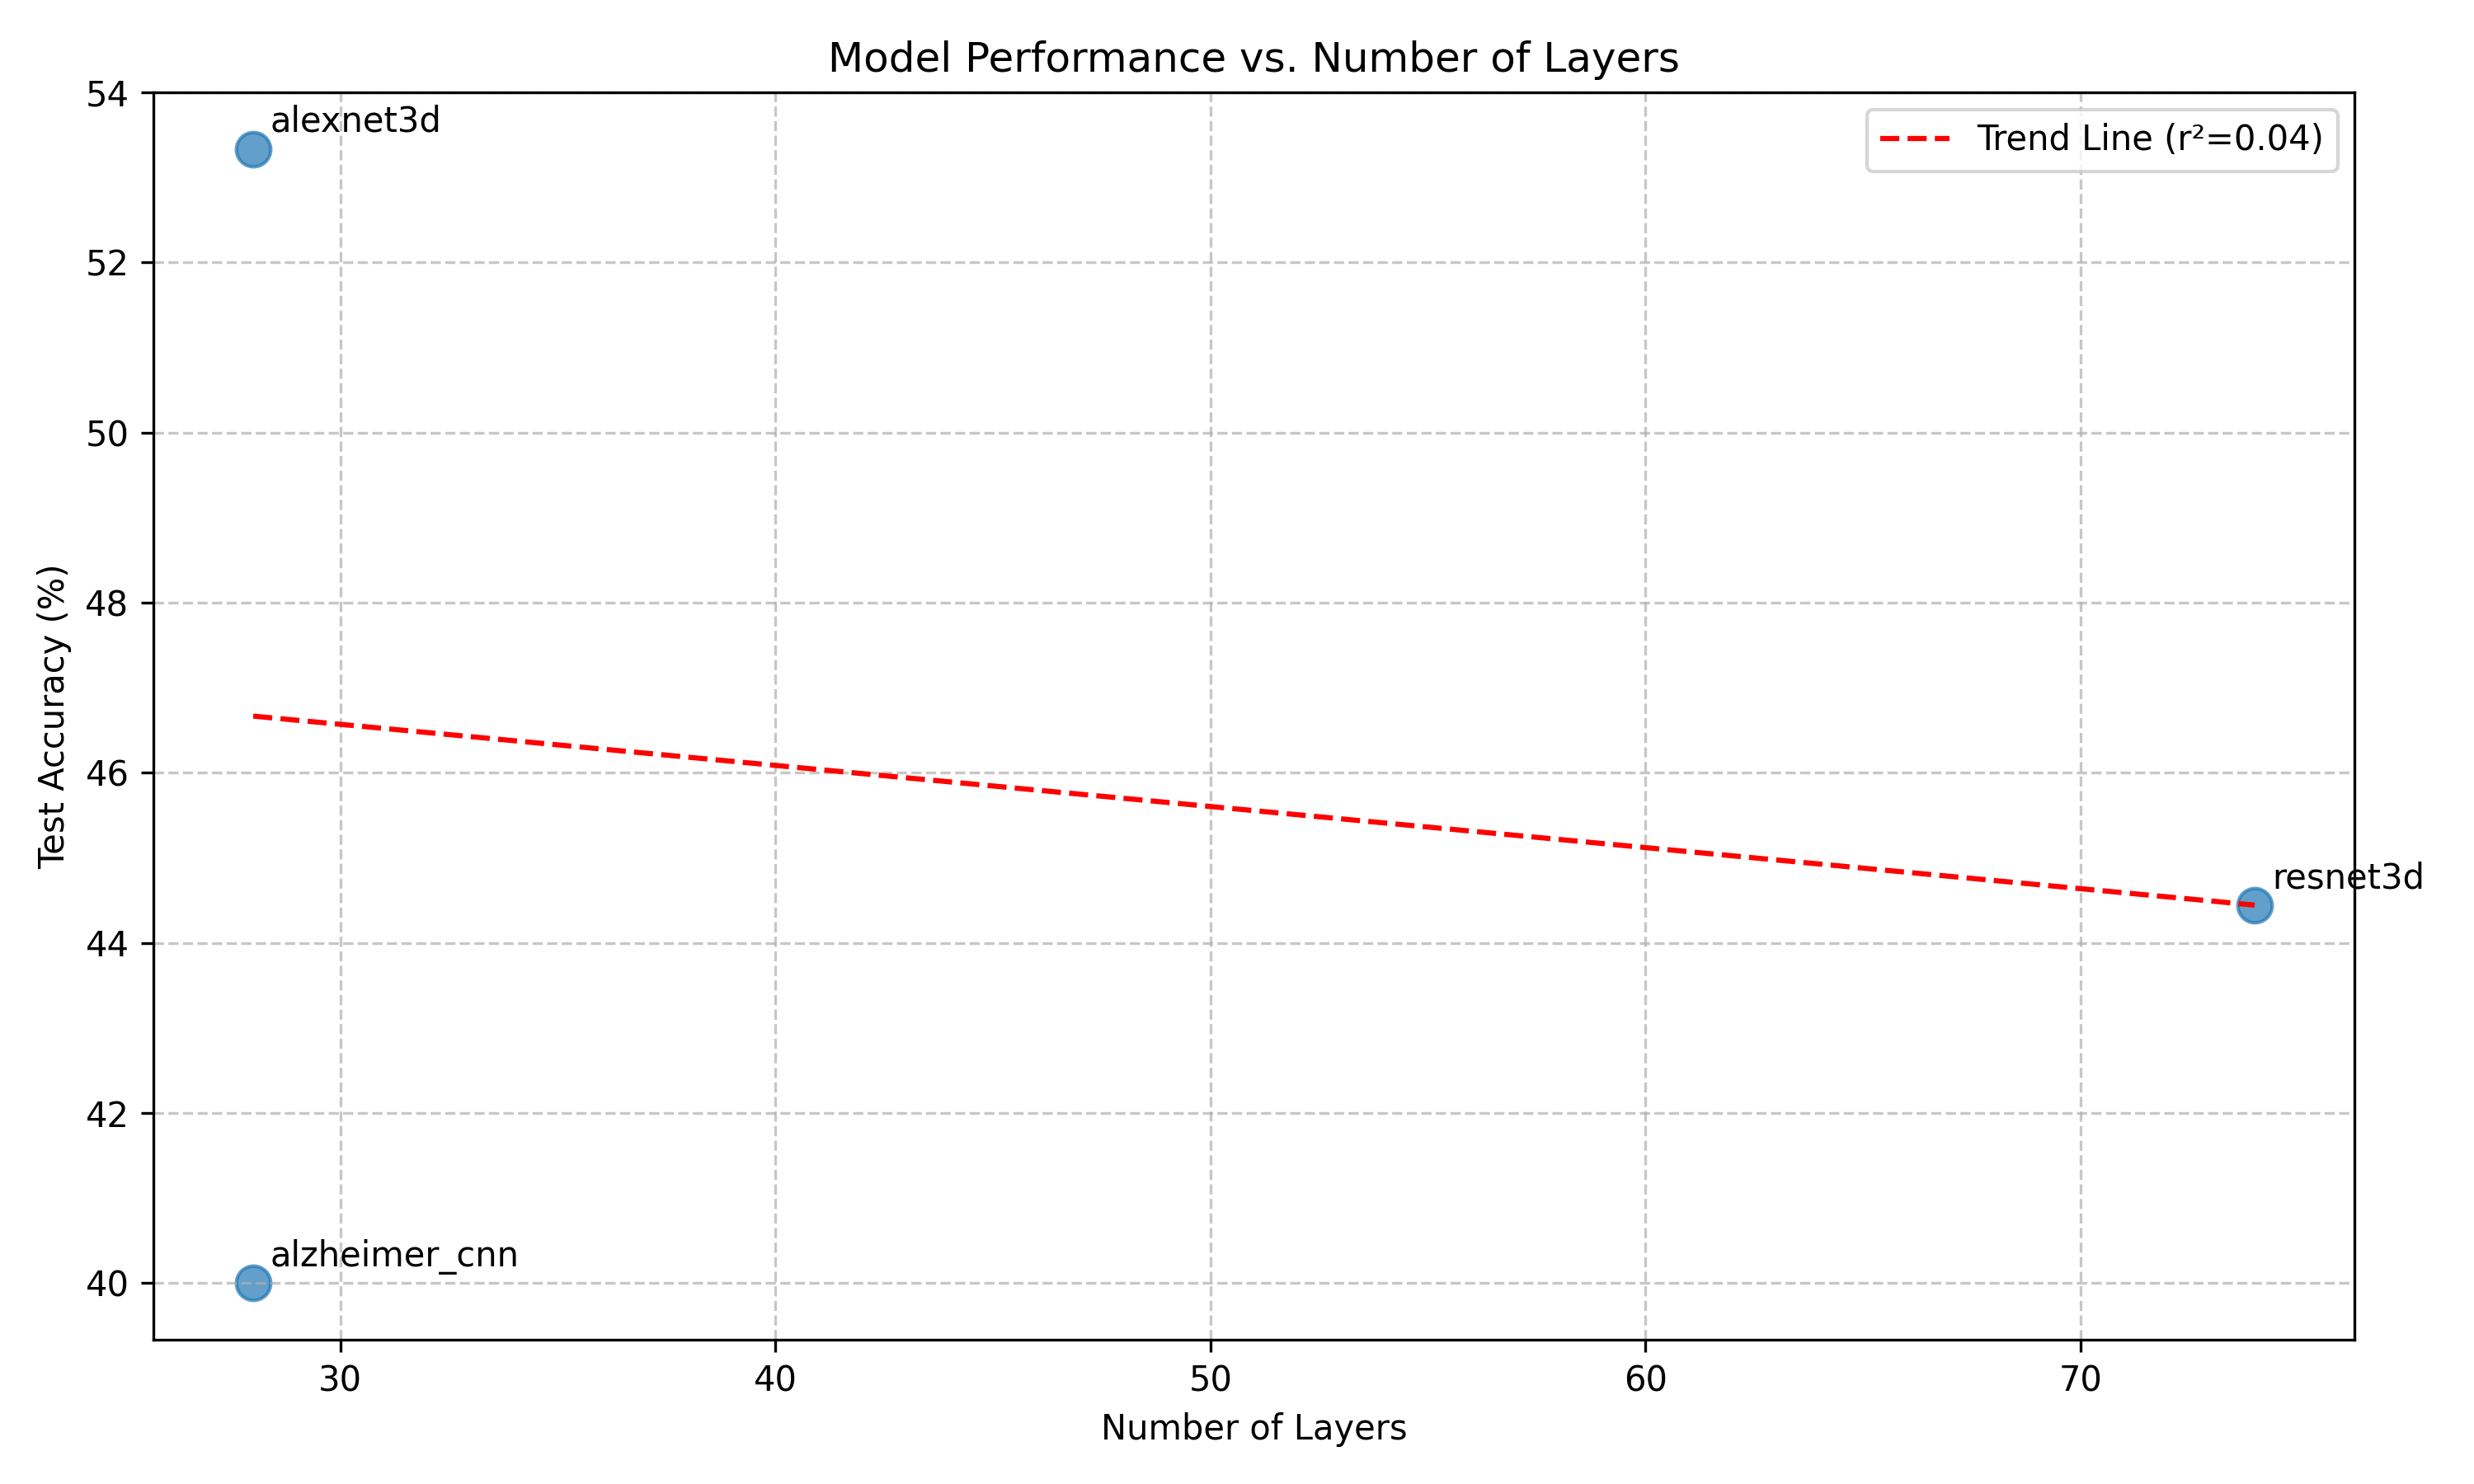 Model Performance vs. Number of Layers
54
52
50
48
46
44
42
40
Test Accuracy (%)
alexnet3d
Trend Line (r²=0.04)
resnet3d
alzheimer_cnn
30
40
50
60
70
Number of Layers